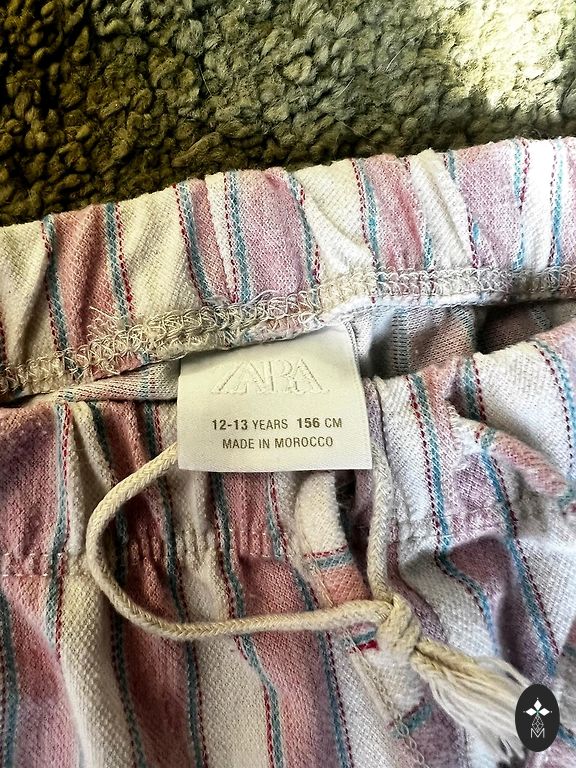 ZARA
12-13 YEARS 156 CM
MADE IN MOROCCO
M